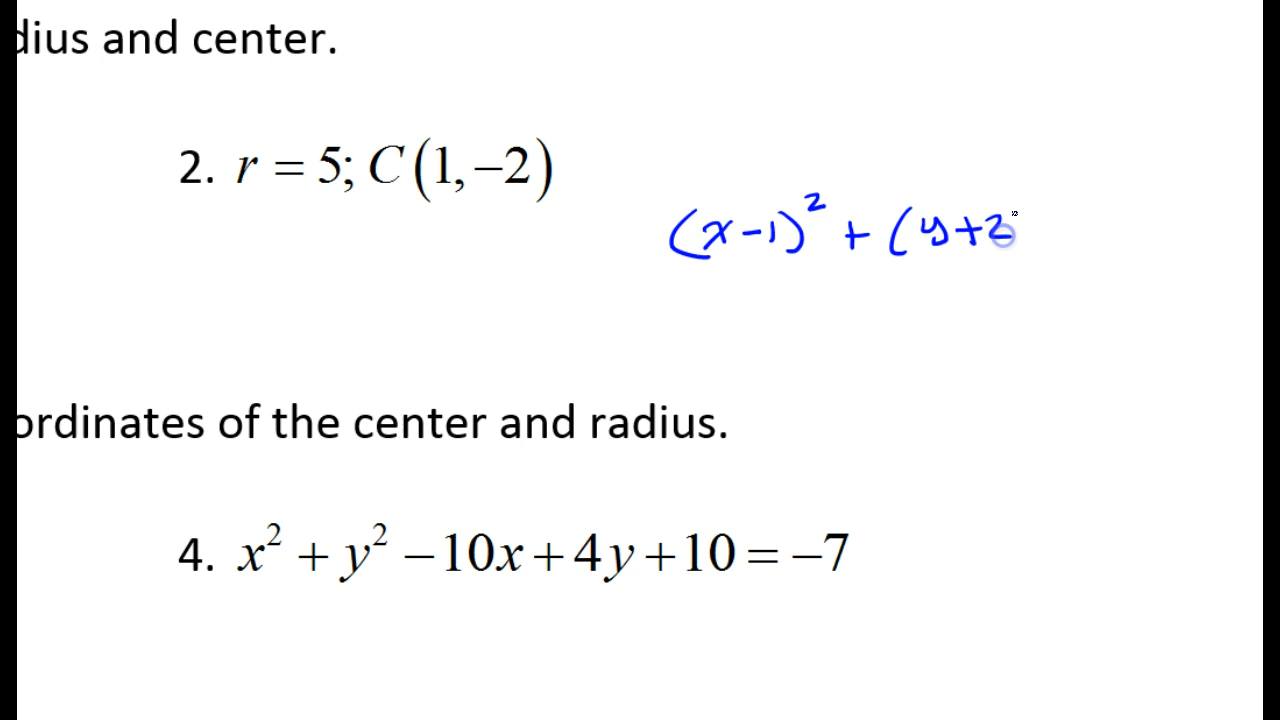 dius and center.
2. r = 5; C(1, −2)
(x-1)² + (y+2
ordinates of the center and radius.
4. x² + y² − 10x + 4y + 10 = −7